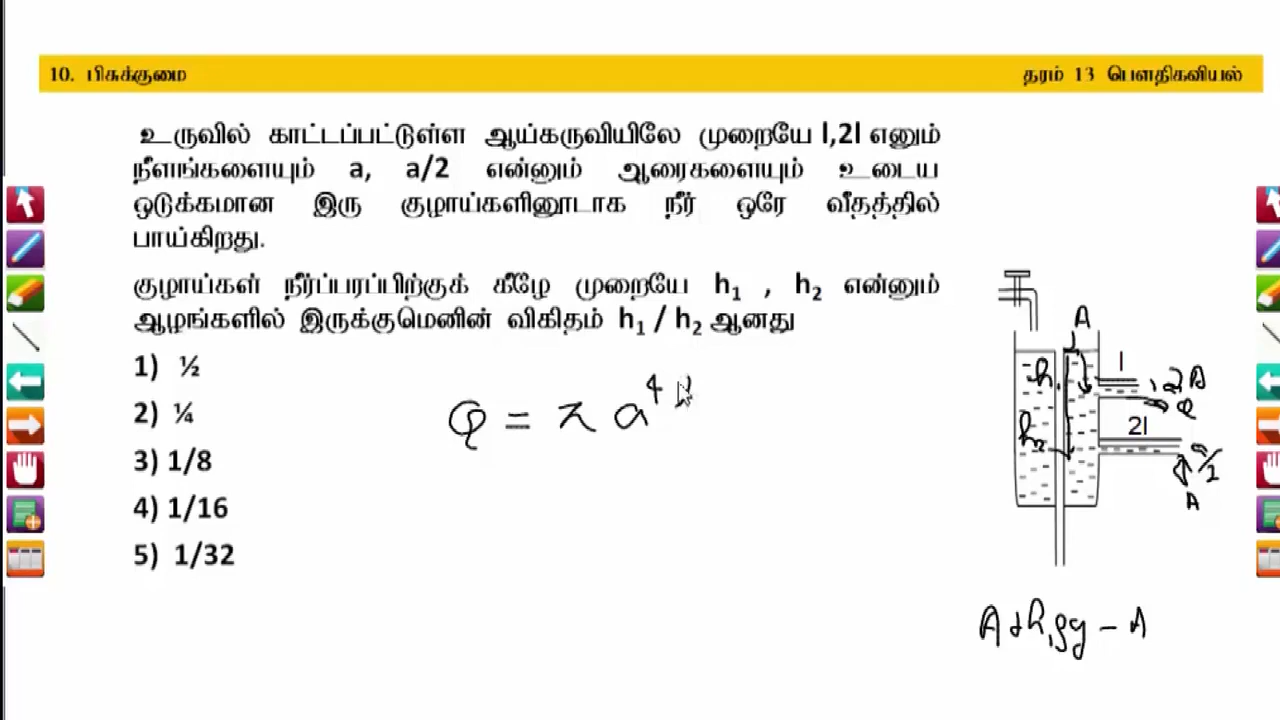 10. பிசுக்குமை
தரம் 13 பௌதிகவியல்
உருவில் காட்டப்பட்டுள்ள ஆய்கருவியிலே முறையே l,2l எனும்
நீளங்களையும் a, a/2 என்னும் ஆரைகளையும் உடைய
ஒடுக்கமான இரு குழாய்களினூடாக நீர் ஒரே வீதத்தில்
பாய்கிறது.
குழாய்கள் நீர்ப்பரப்பிற்குக் கீழே முறையே h₁ , h₂ என்னும்
ஆழங்களில் இருக்குமெனின் விகிதம் h₁ / h₂ ஆனது
1) ½
2) ¼
3) 1/8
4) 1/16
5) 1/32
Q = π a⁴
A
h₁
l
A
Q
h₂
2l
a/2
A
A + h₁ρg – A